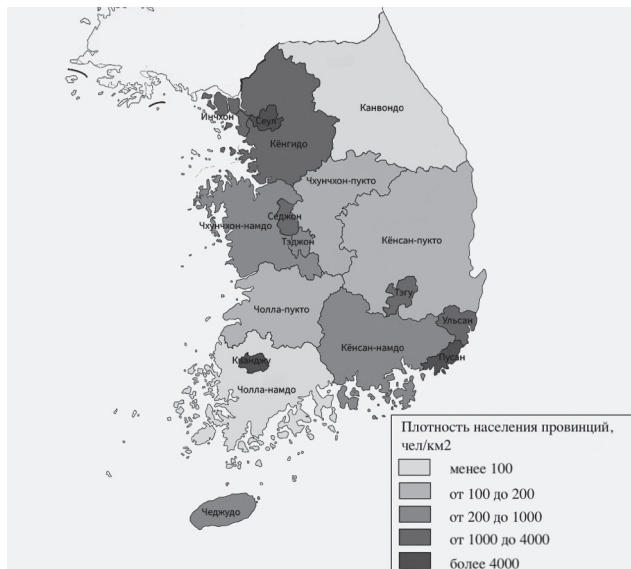 Канвондо
Инчхон
Сеул
Кёнгидо
Чхунчхон-пукто
Седжон
Чхунчхон-намдо
Тэджон
Кёнсан-пукто
Тэгу
Чолла-пукто
Ульсан
Кёнсан-намдо
Пусан
Кванджу
Чолла-намдо
Чеджудо
Плотность населения провинций,
чел/км2
менее 100
от 100 до 200
от 200 до 1000
от 1000 до 4000
более 4000